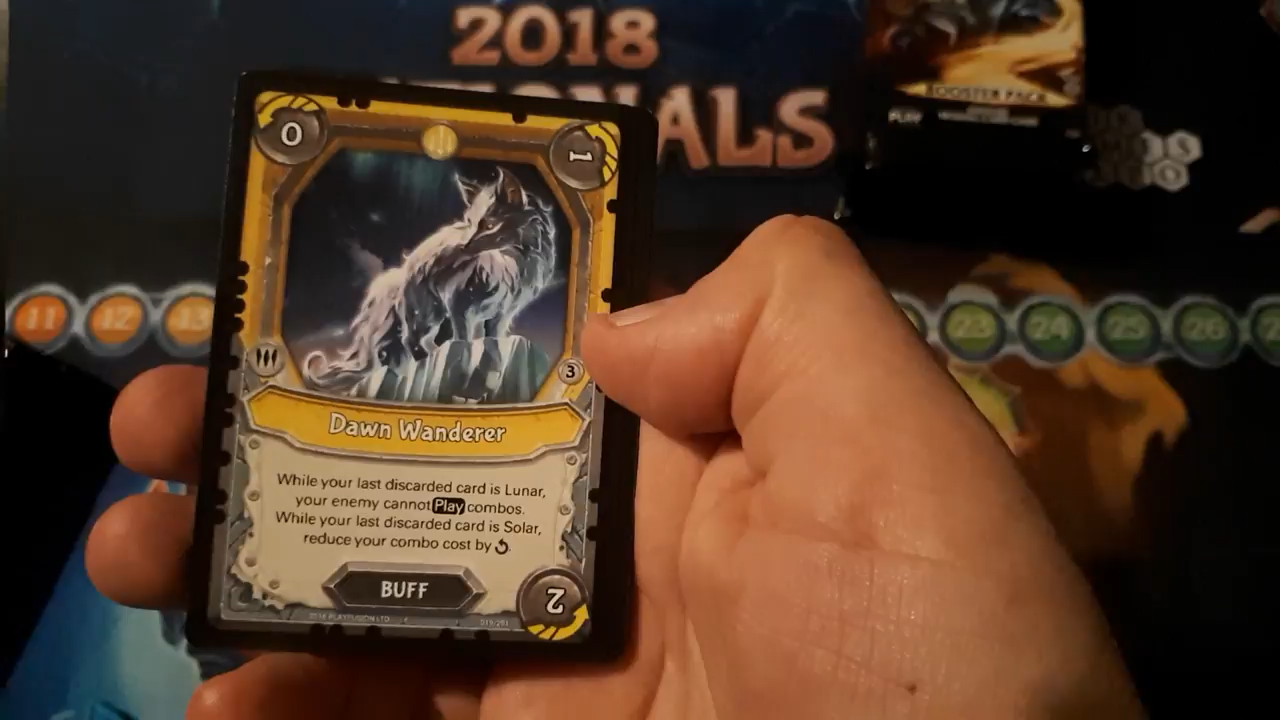 2018
ALS
BOOSTER PACK
0
1
11 12 13
23 24 25 26
3
Dawn Wanderer
While your last discarded card is Lunar,
your enemy cannot Play combos.
While your last discarded card is Solar,
reduce your combo cost by
BUFF
2